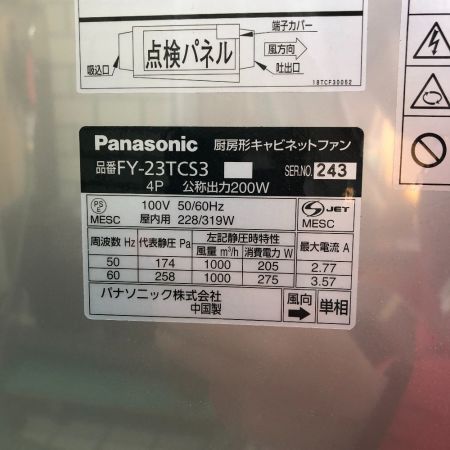 端子カバー
点検パネル
風方向
吸込口
吐出口
18TCF30052
Panasonic 厨房形キャビネットファン
品番FY-23TCS3 SER.NO. 243
4P 公称出力200W
PS E 100V 50/60Hz S JET
MESC 屋内用 228/319W MESC
周波数 Hz 代表静圧 Pa 左記静圧時特性 最大電流 A
風量 m³/h 消費電力 W
50 174 1000 205 2.77
60 258 1000 275 3.57
パナソニック株式会社 風向 単相
中国製